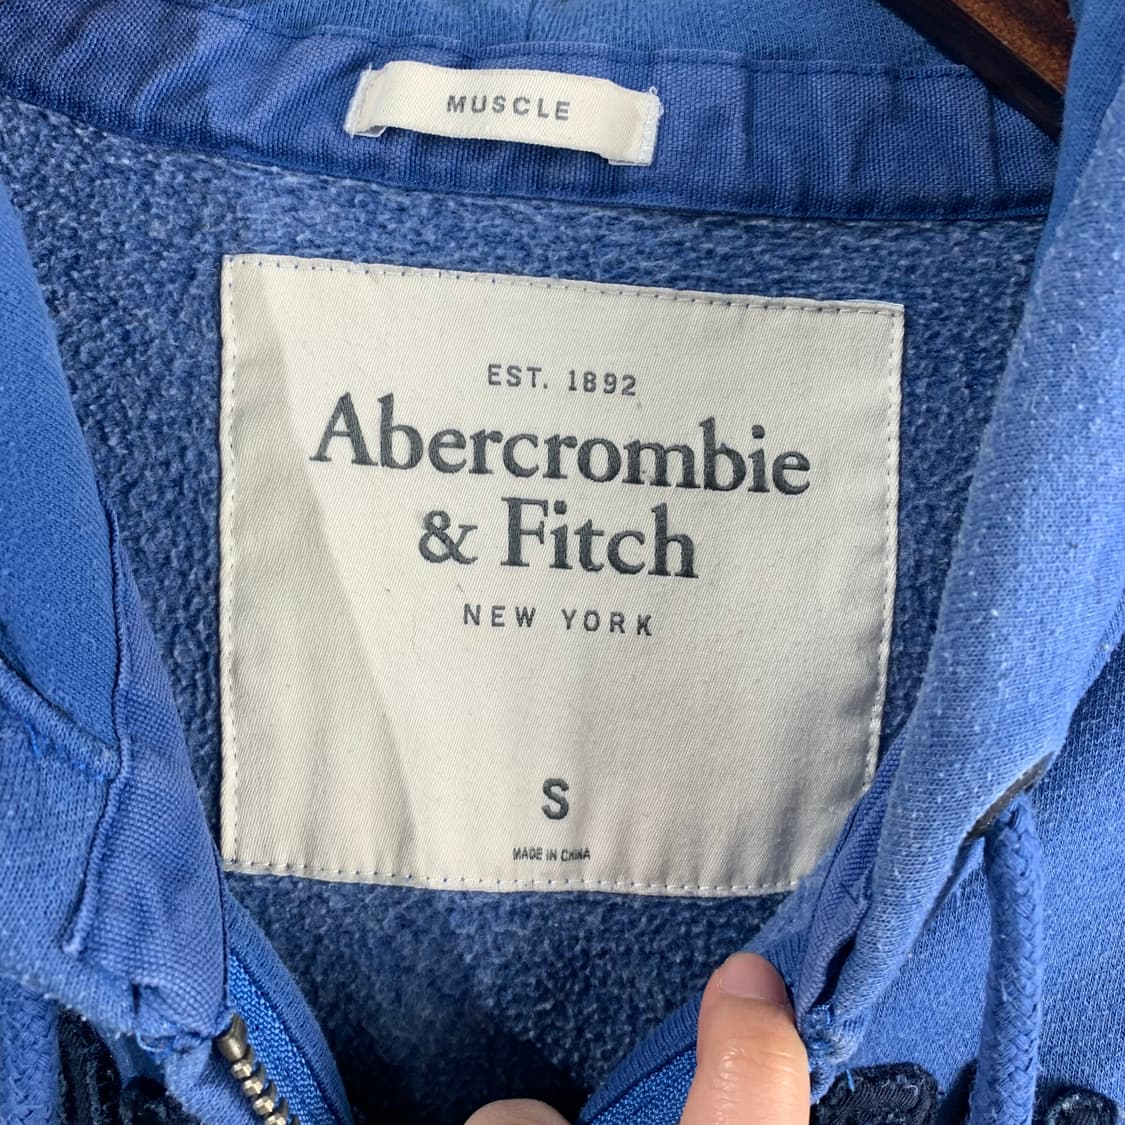 MUSCLE
EST. 1892
Abercrombie
& Fitch
NEW YORK
S
MADE IN CHINA